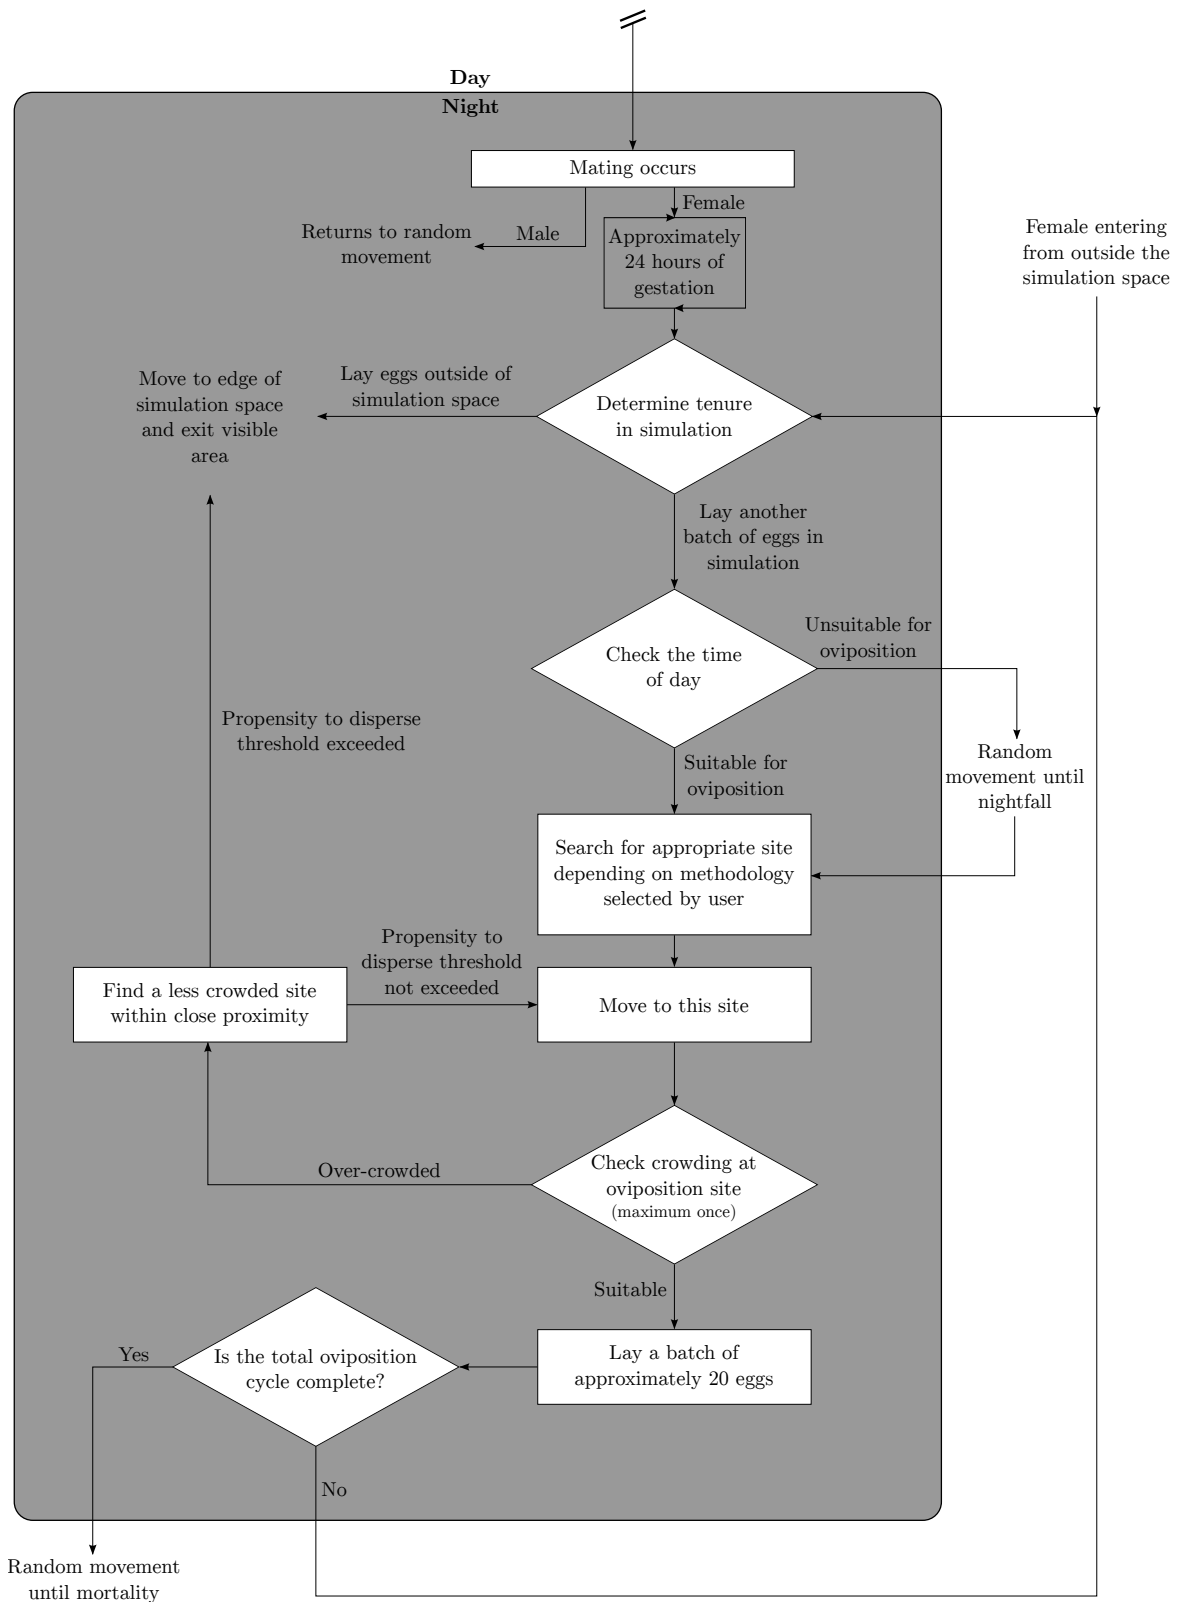 Day
Night
Mating occurs
Female
Male
Returns to random
movement
Approximately
24 hours of
gestation
Female entering
from outside the
simulation space
Move to edge of
simulation space
and exit visible
area
Lay eggs outside of
simulation space
Determine tenure
in simulation
Lay another
batch of eggs in
simulation
Unsuitable for
oviposition
Check the time
of day
Propensity to disperse
threshold exceeded
Suitable for
oviposition
Random
movement until
nightfall
Search for appropriate site
depending on methodology
selected by user
Propensity to
disperse threshold
not exceeded
Find a less crowded site
within close proximity
Move to this site
Over-crowded
Check crowding at
oviposition site
(maximum once)
Suitable
Yes
Is the total oviposition
cycle complete?
Lay a batch of
approximately 20 eggs
No
Random movement
until mortality